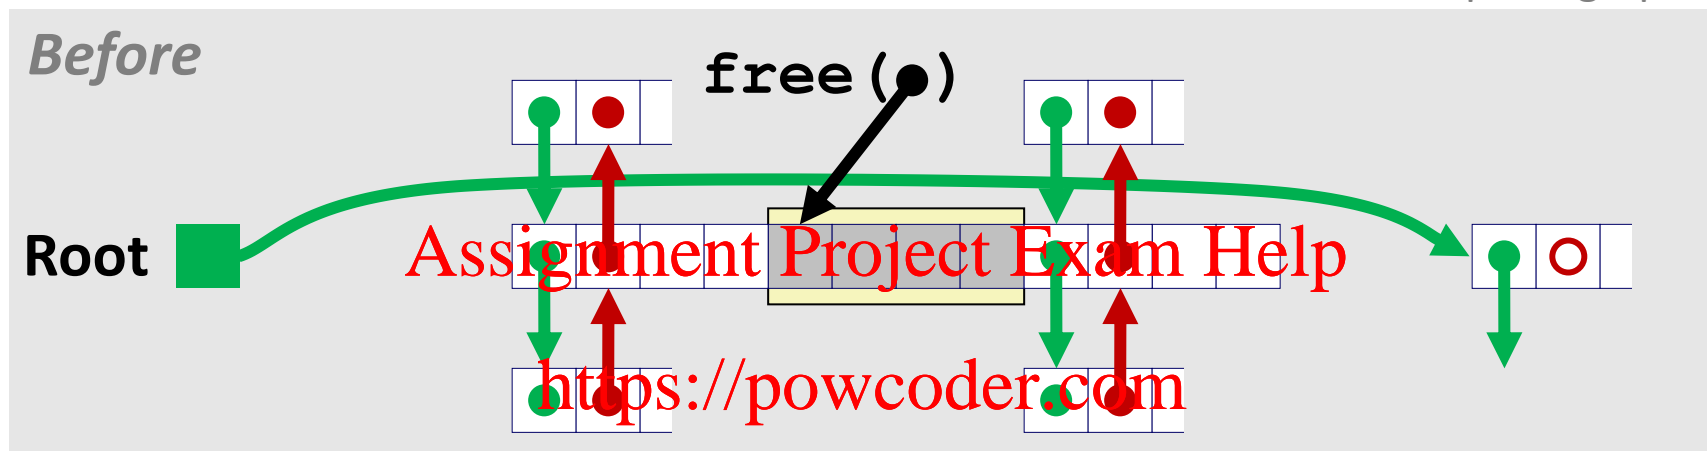 Before
free( )
Root
Assignment Project Exam Help
https://powcoder.com